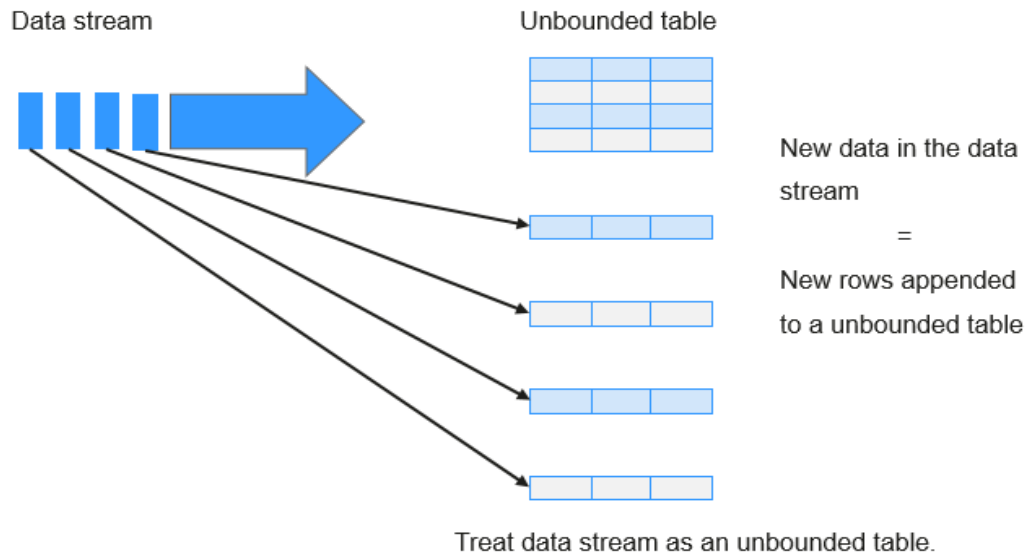 Data stream
Unbounded table
New data in the data
stream
=
New rows appended
to a unbounded table
Treat data stream as an unbounded table.